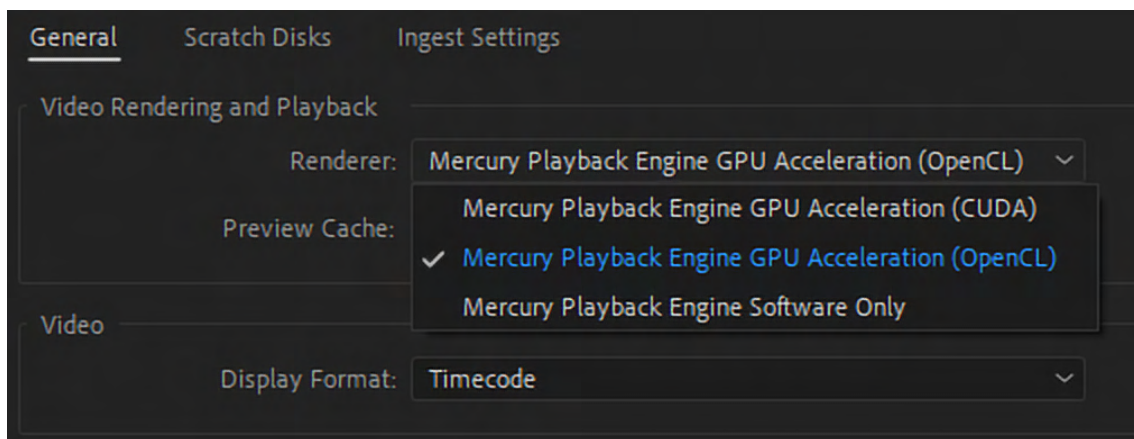 General Scratch Disks Ingest Settings
Video Rendering and Playback
Renderer: Mercury Playback Engine GPU Acceleration (OpenCL)
Mercury Playback Engine GPU Acceleration (CUDA)
Preview Cache:
Mercury Playback Engine GPU Acceleration (OpenCL)
Mercury Playback Engine Software Only
Video
Display Format: Timecode